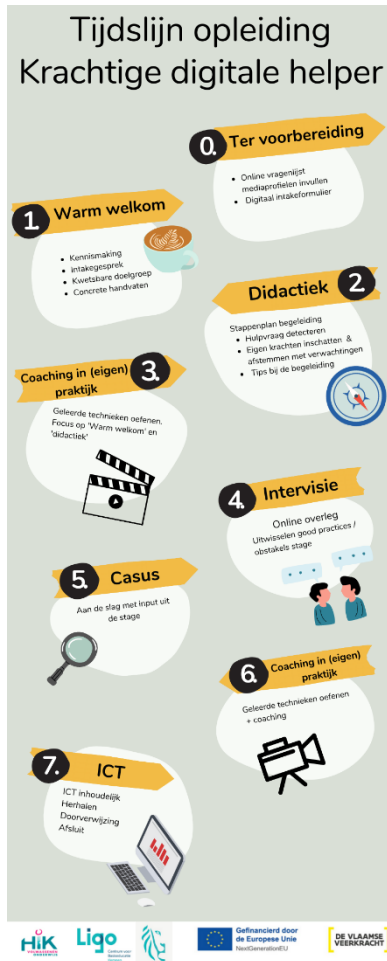 Tijdslijn opleiding
Krachtige digitale helper
0.
Ter voorbereiding
• Online vragenlijst
mediaprofielen invullen
• Digitaal intakeformulier
1.
Warm welkom
• Kennismaking
• intakegesprek
• Kwetsbare doelgroep
• Concrete handvaten
2.
Didactiek
Stappenplan begeleiding
• Hulpvraag detecteren
• Eigen krachten inschatten &
afstemmen met verwachtingen
• Tips bij de begeleiding
3.
Coaching in (eigen)
praktijk
Geleerde technieken oefenen.
Focus op 'Warm welkom' en
'didactiek'
4.
Intervisie
Online overleg
Uitwisselen good practices /
obstakels stage
5.
Casus
Aan de slag met input uit
de stage
6.
Coaching in (eigen)
praktijk
Geleerde technieken oefenen
+ coaching
7.
ICT
ICT inhoudelijk
Herhalen
Doorverwijzing
Afsluit
HiK
Ligo
Gefinancierd door
de Europese Unie
NextGenerationEU
DE VLAAMSE
VEERKRACHT